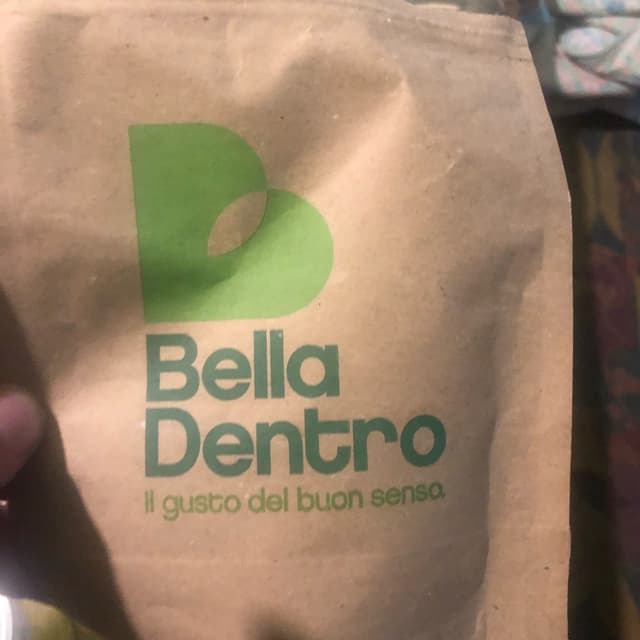 Bella
Dentro
Il gusto del buon senso.